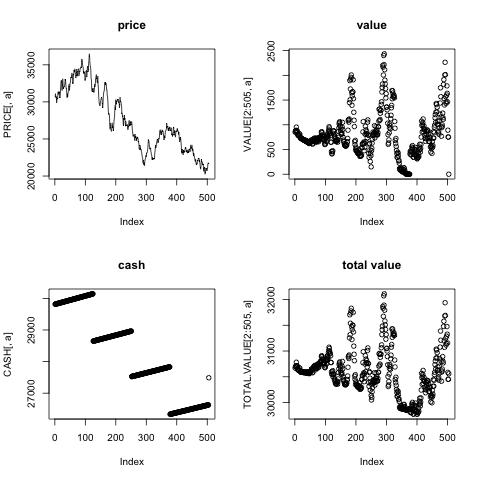 price
PRICE[, a]
20000 25000 30000 35000
0 100 200 300 400 500
Index
value
VALUE[2:505, a]
0 500 1500 2500
0 100 200 300 400 500
Index
cash
CASH[, a]
27000 29000
0 100 200 300 400 500
Index
total value
TOTAL.VALUE[2:505, a]
30000 31000 32000
0 100 200 300 400 500
Index